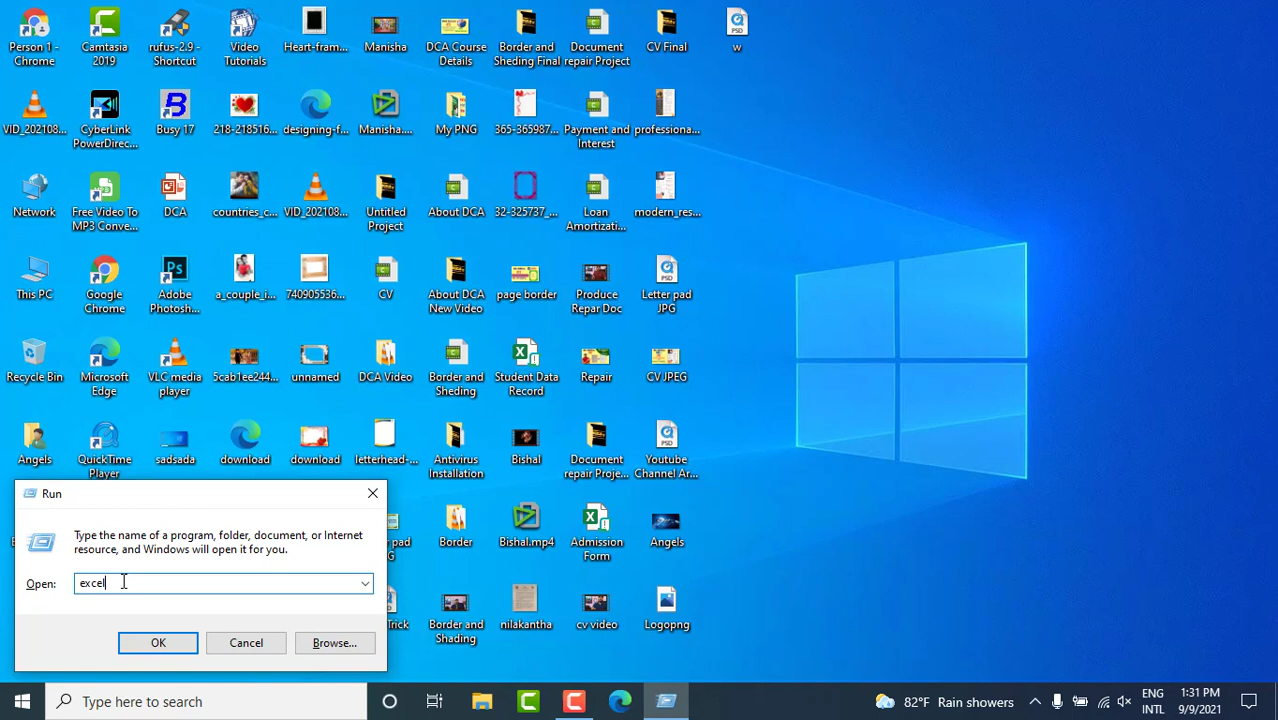 Person 1 -
Chrome
Camtasia
2019
rufus-2.9 -
Shortcut
Video
Tutorials
Heart-fram...
Manisha
DCA Course
Details
Border and
Sheding Final
Document
repair Project
CV Final
w
VID_202108...
CyberLink
PowerDirec...
Busy 17
218-218516...
designing-f...
Manisha....
My PNG
365-365987...
Payment and
Interest
professiona...
Network
Free Video To
MP3 Conve...
DCA
countries_c...
VID_202108...
Untitled
Project
About DCA
32-325737_...
Loan
Amortizati...
modern_res...
This PC
Google
Chrome
Adobe
Photosh...
a_couple_i...
740905536...
CV
About DCA
New Video
page border
Produce
Repar Doc
Letter pad
JPG
Recycle Bin
Microsoft
Edge
VLC media
player
5cab1ee244...
unnamed
DCA Video
Border and
Sheding
Student Data
Record
Repair
CV JPEG
Angels
QuickTime
Player
sadsada
download
download
letterhead-...
Antivirus
Installation
Bishal
Document
repair Proje...
Youtube
Channel Ar...
Border
Bishal.mp4
Admission
Form
Angels
Border and
Shading
nilakantha
cv video
Logopng
Run
Type the name of a program, folder, document, or Internet
resource, and Windows will open it for you.
Open:
excel
OK
Cancel
Browse...
Type here to search
82°F Rain showers
ENG
INTL
1:31 PM
9/9/2021